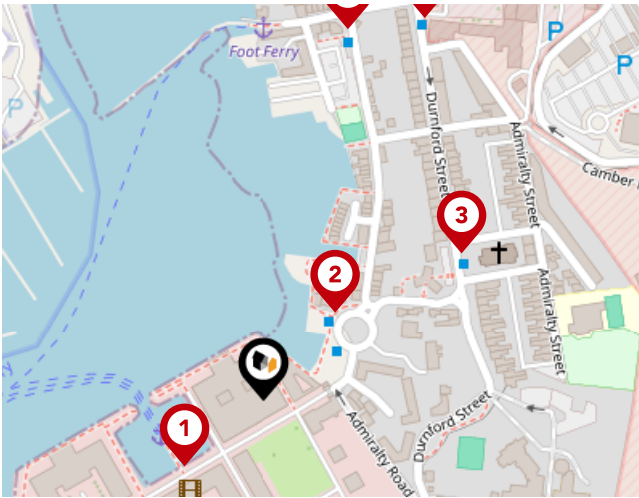 P
Foot Ferry
P
P
Durnford Street
Admiralty Street
Camber
3
2
Admiralty Street
1
Durnford Street
Admiralty Road